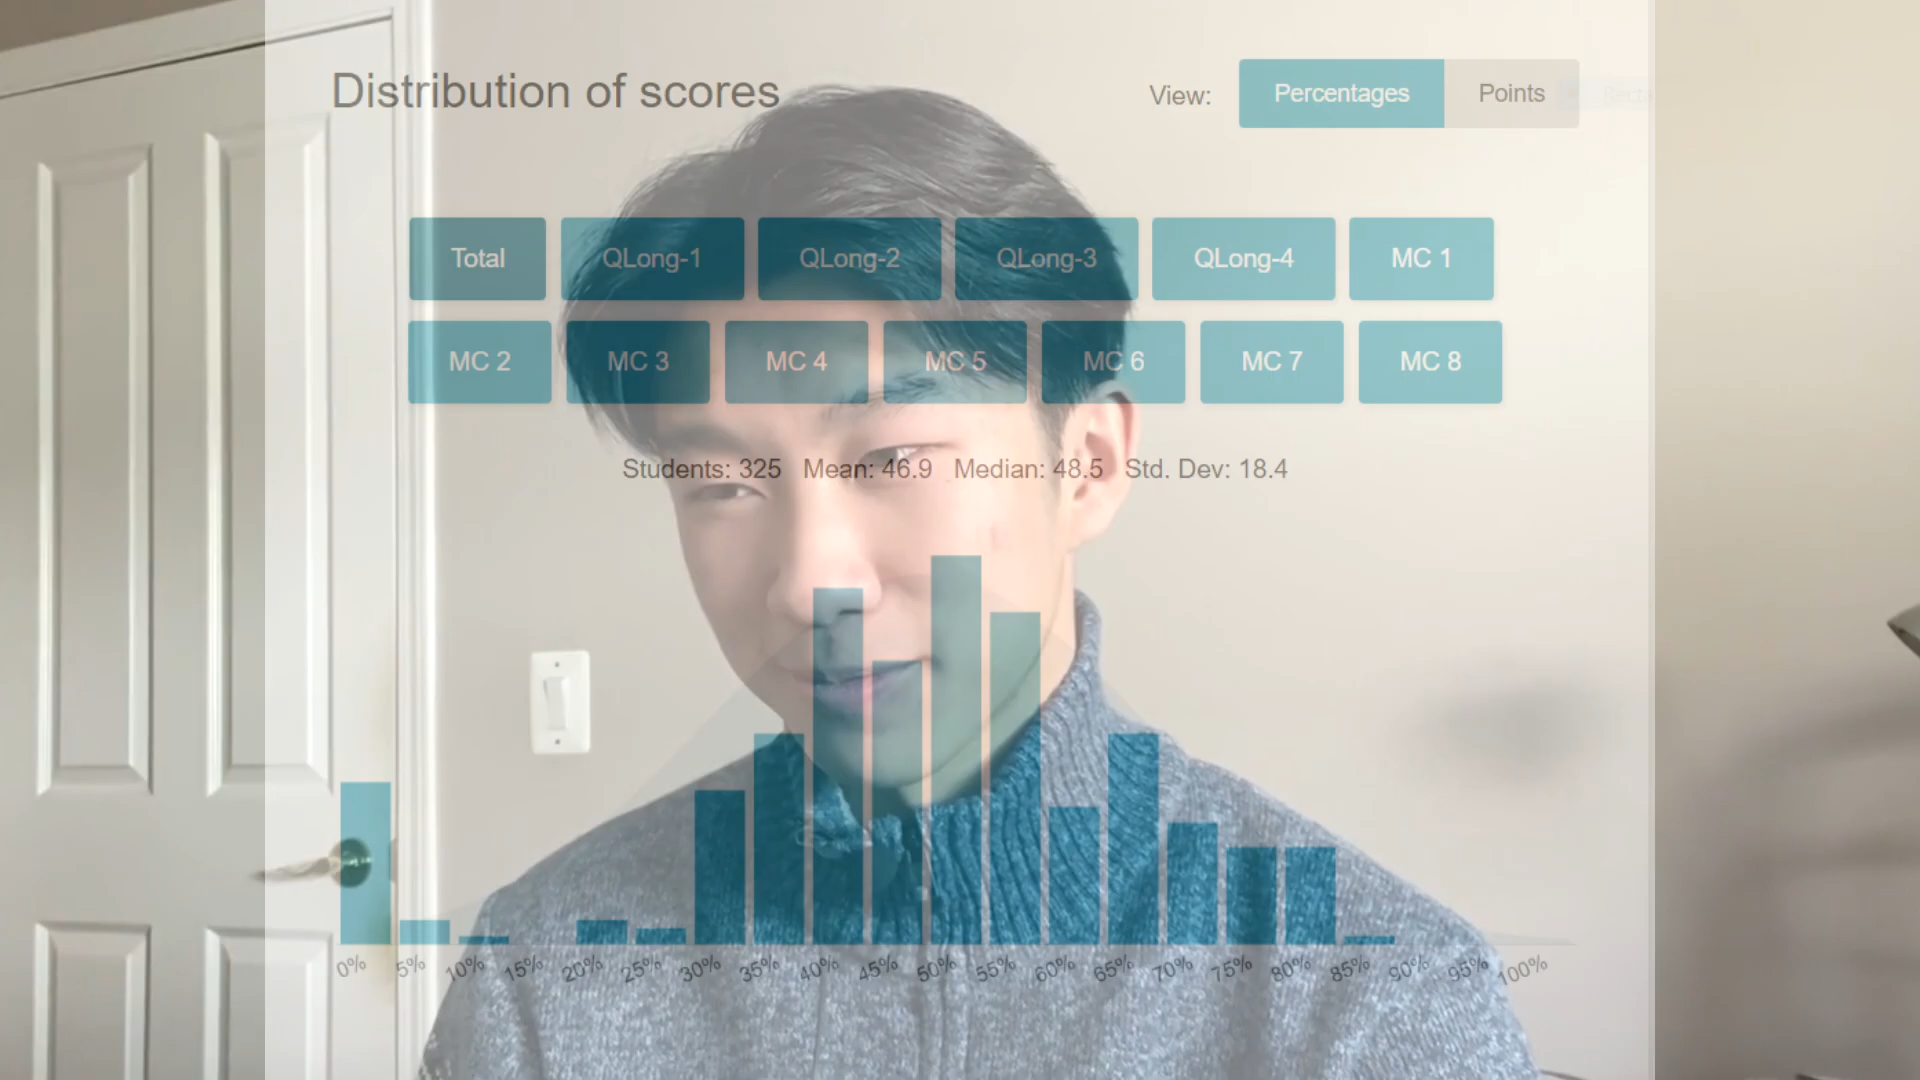 Distribution of scores
View: Percentages Points
Total QLong-1 QLong-2 QLong-3 QLong-4 MC 1
MC 2 MC 3 MC 4 MC 5 MC 6 MC 7 MC 8
Students: 325 Mean: 46.9 Median: 48.5 Std. Dev: 18.4
0% 5% 10% 15% 20% 25% 30% 35% 40% 45% 50% 55% 60% 65% 70% 75% 80% 85% 90% 95% 100%